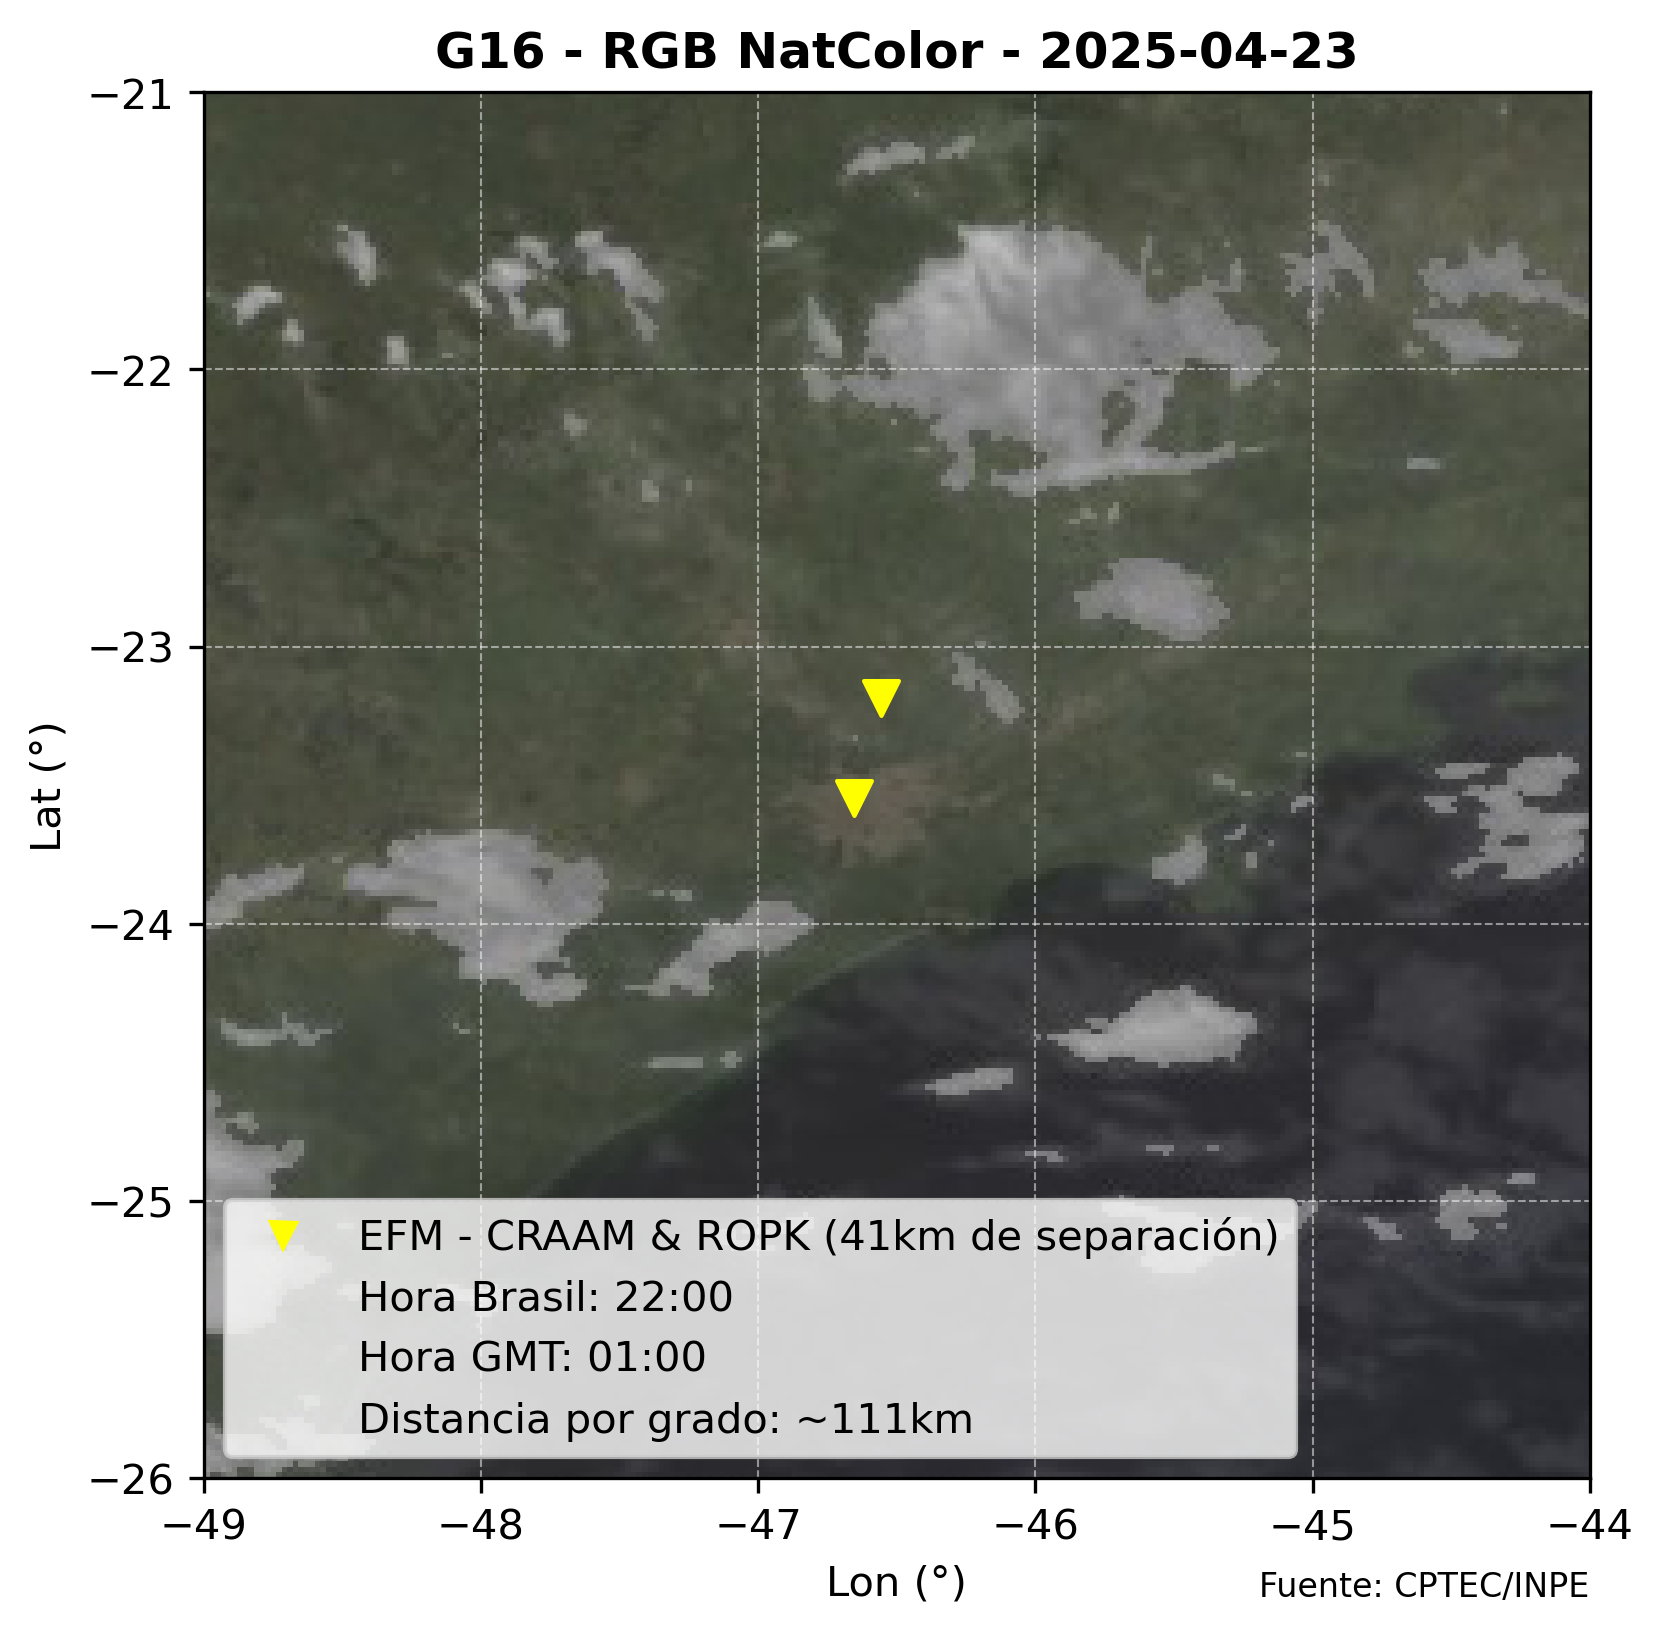 G16 - RGB NatColor - 2025-04-23
−21
−22
−23
−24
−25
−26
Lat (°)
EFM - CRAAM & ROPK (41km de separación)
Hora Brasil: 22:00
Hora GMT: 01:00
Distancia por grado: ~111km
−49 −48 −47 −46 −45 −44
Lon (°)
Fuente: CPTEC/INPE